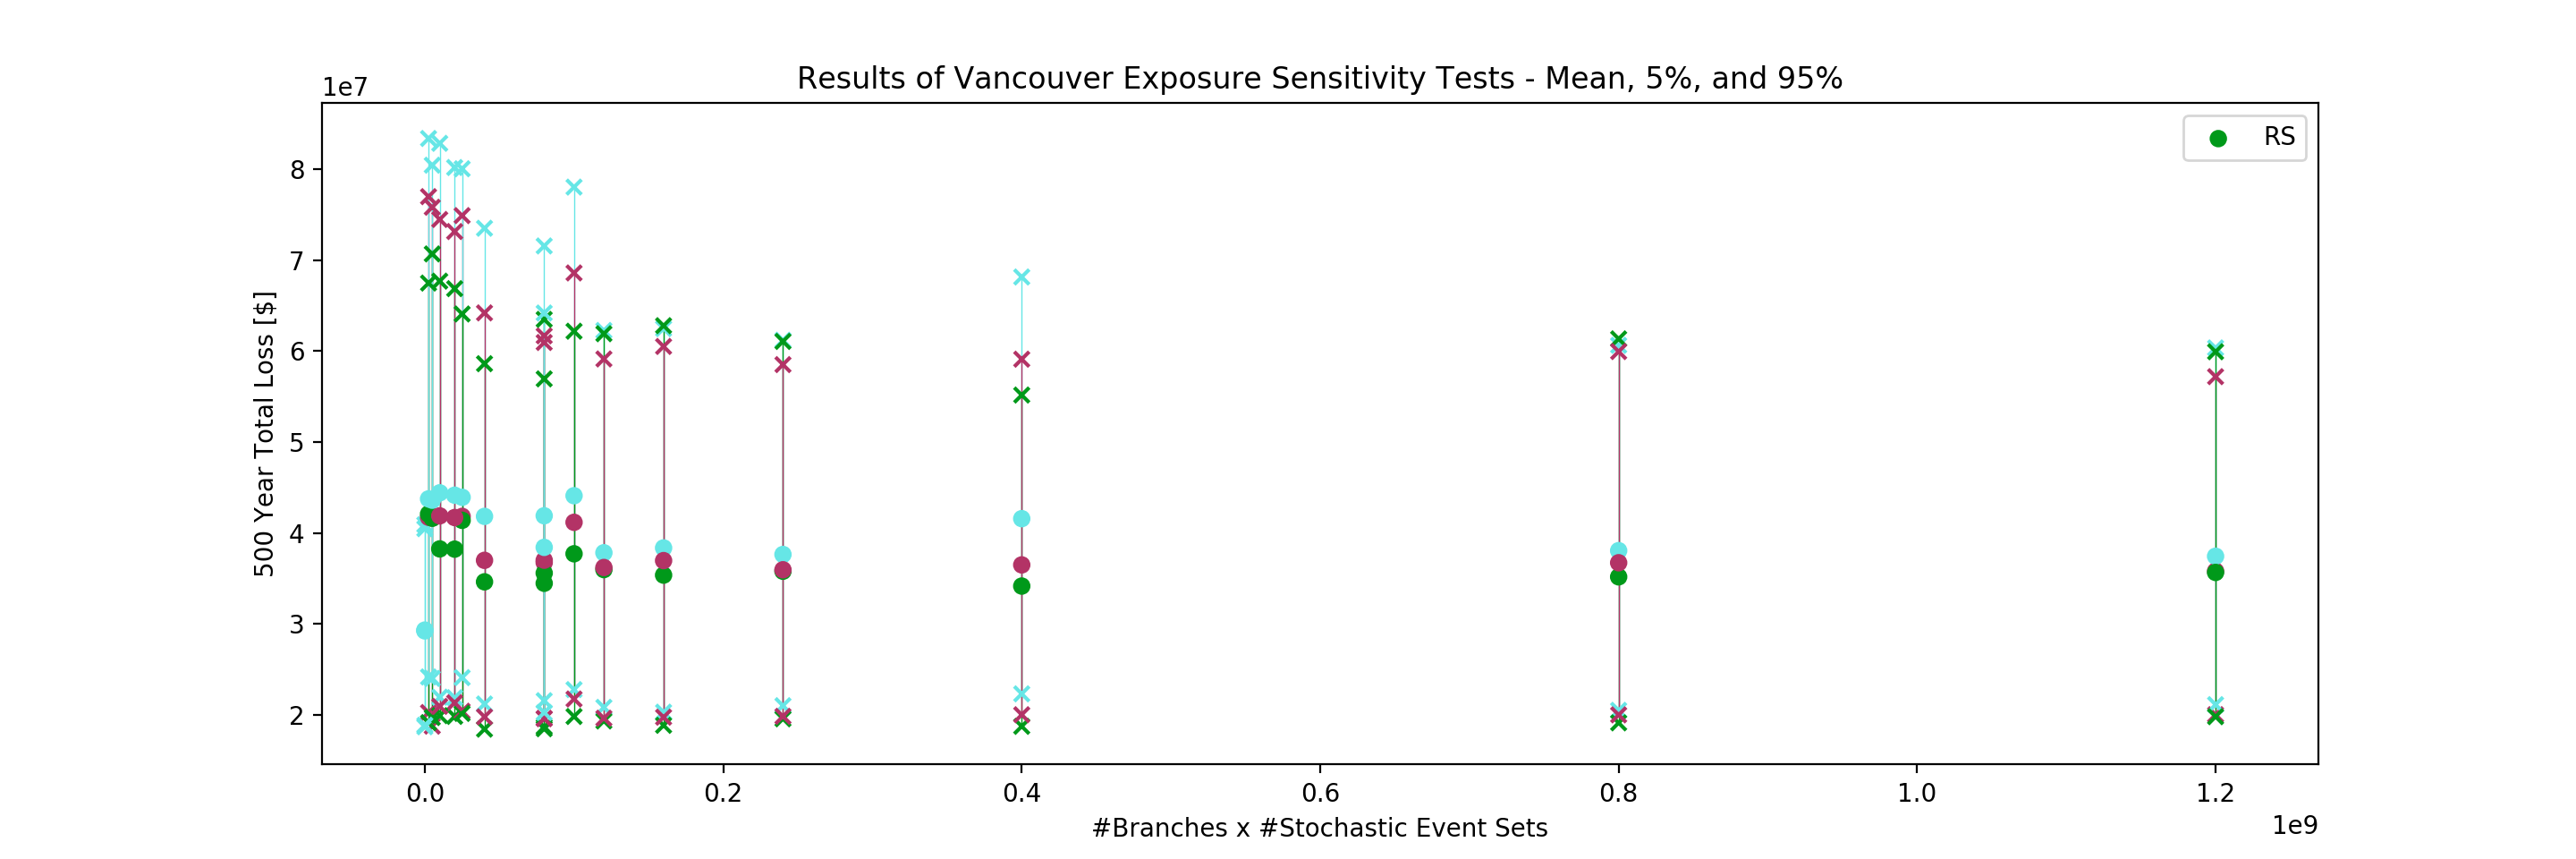 Results of Vancouver Exposure Sensitivity Tests - Mean, 5%, and 95%
1e7
RS
8
7
6
5
4
3
2
500 Year Total Loss [$]
0.0 0.2 0.4 0.6 0.8 1.0 1.2
#Branches x #Stochastic Event Sets
1e9